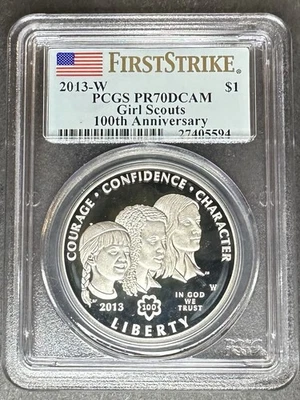 FIRSTSTRIKE®
2013-W $1
PCGS PR70DCAM
Girl Scouts
100th Anniversary
27405594
COURAGE • CONFIDENCE • CHARACTER
W
2013
100
IN GOD
WE
TRUST
LIBERTY